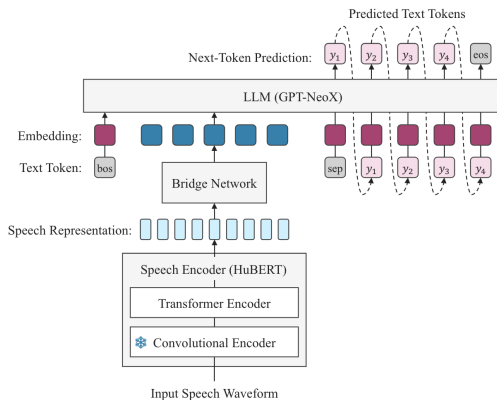 Predicted Text Tokens
Next-Token Prediction: y1 y2 y3 y4 eos
LLM (GPT-NeoX)
Embedding:
Text Token: bos sep y1 y2 y3 y4
Bridge Network
Speech Representation:
Speech Encoder (HuBERT)
Transformer Encoder
Convolutional Encoder
Input Speech Waveform